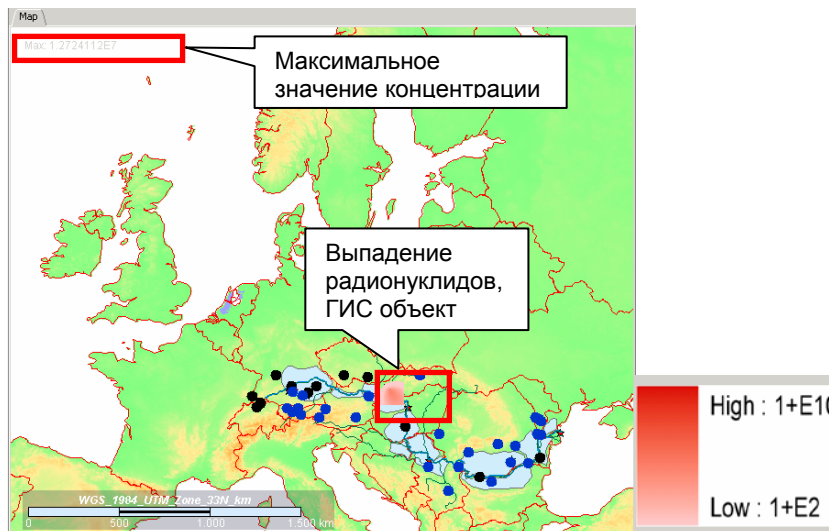 Map
Max: 1.2724112E7
Максимальное
значение концентрации
Выпадение
радионуклидов,
ГИС объект
High : 1+E10
Low : 1+E2
WGS_1984_UTM_Zone_33N_km
0 500 1.000 1.500 km